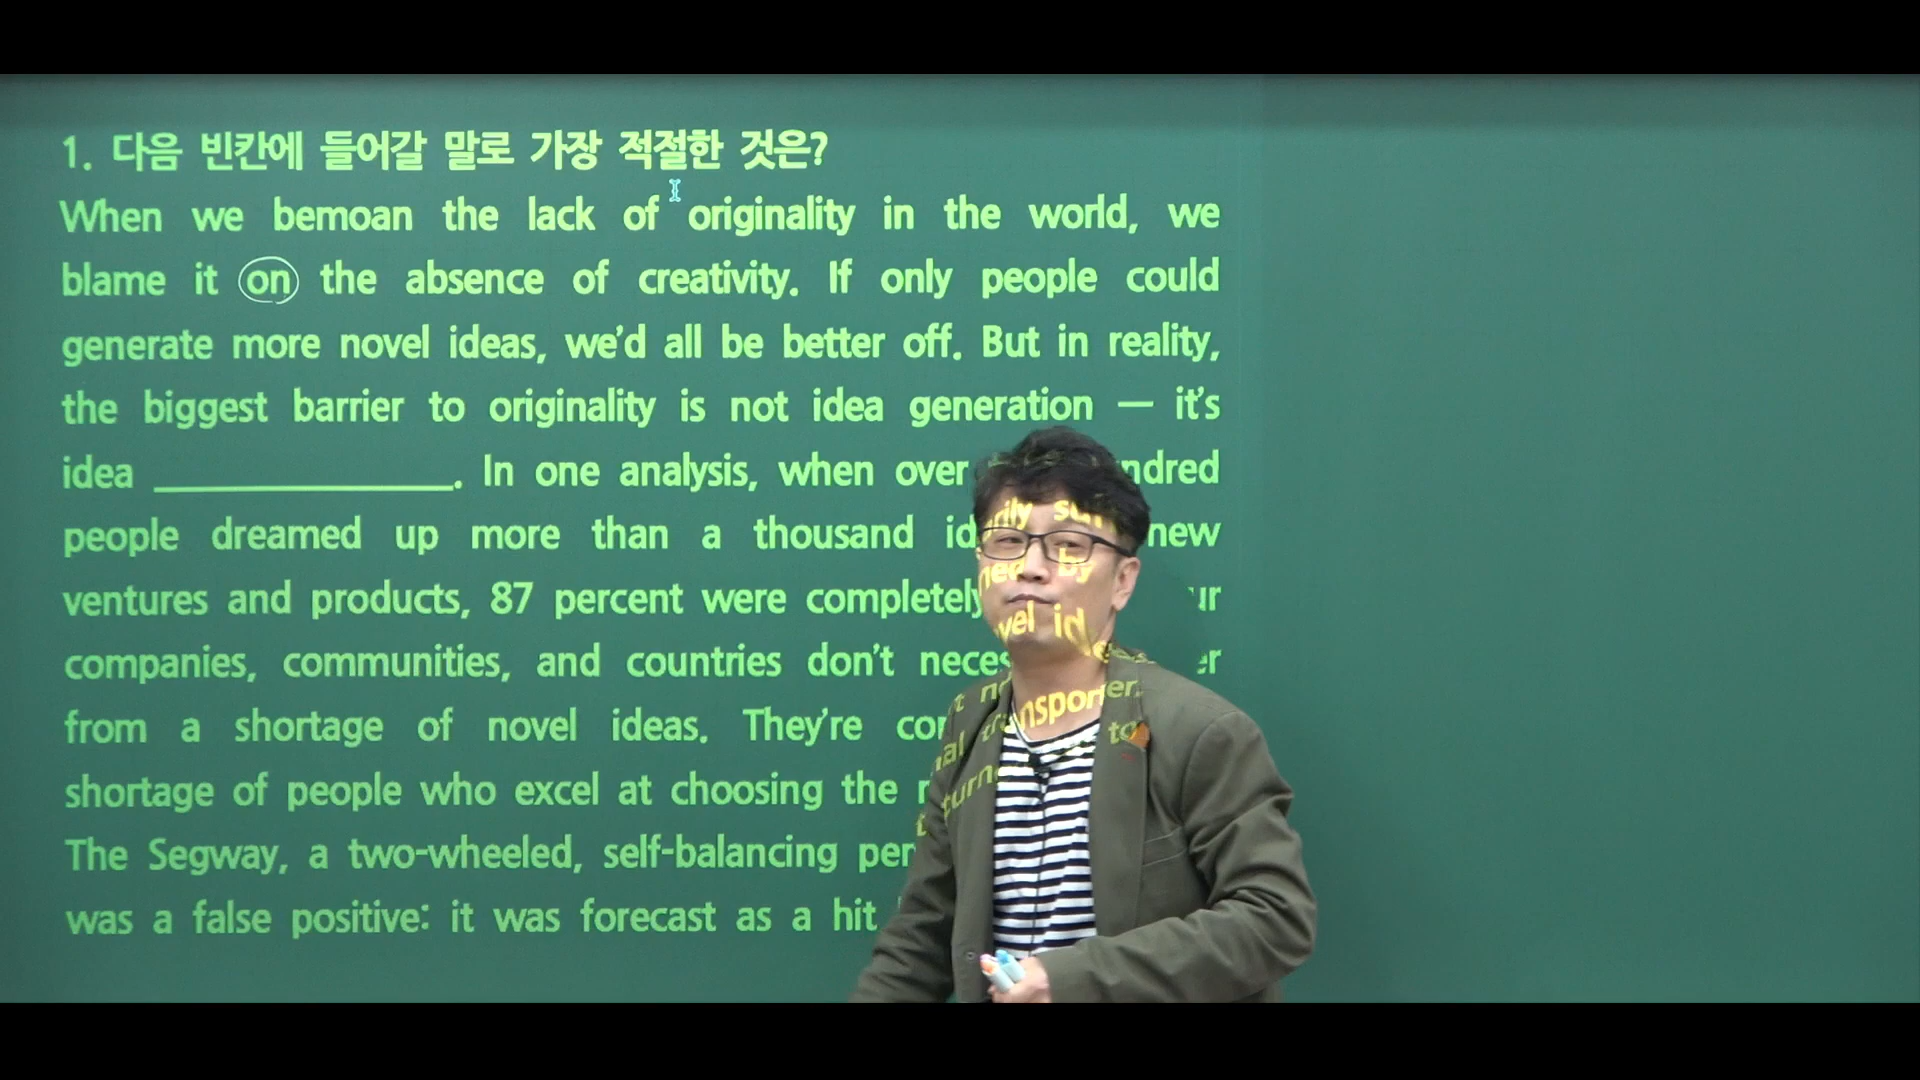 1. 다음 빈칸에 들어갈 말로 가장 적절한 것은?
When we bemoan the lack of originality in the world, we
blame it on the absence of creativity. If only people could
generate more novel ideas, we'd all be better off. But in reality,
the biggest barrier to originality is not idea generation — it's
idea ____________. In one analysis, when over
people dreamed up more than a thousand new
ventures and products, 87 percent were completely
companies, communities, and countries don't
from a shortage of novel ideas. They're
shortage of people who excel at choosing the
The Segway, a two-wheeled, self-balancing
was a false positive: it was forecast as a hit